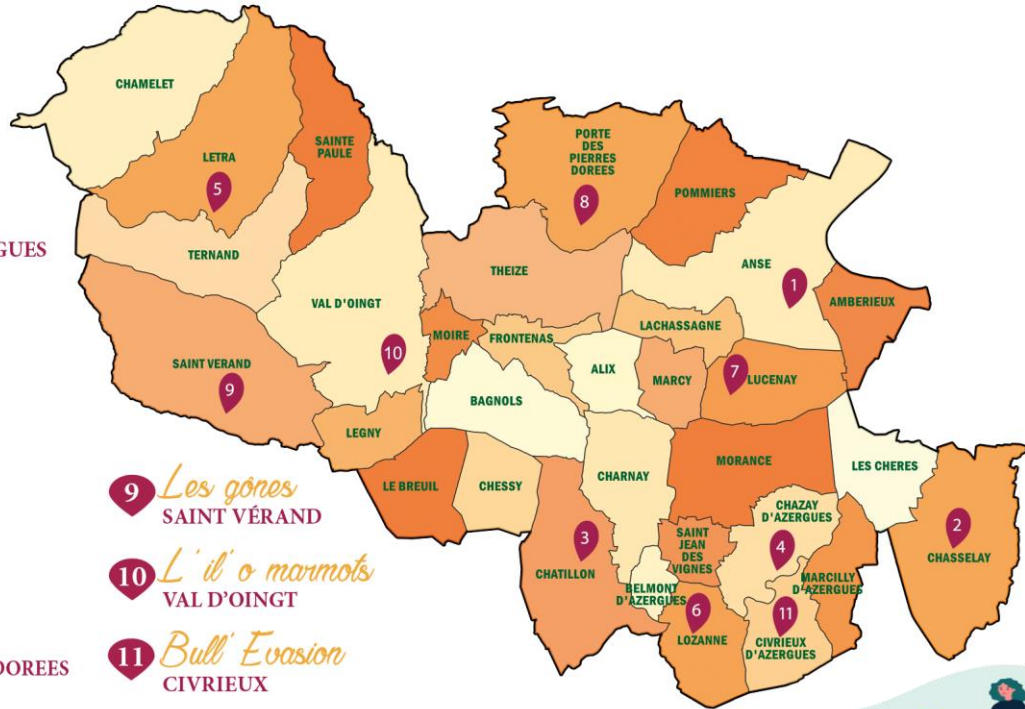 CHAMELET
LETRA
5
SAINTE
PAULE
PORTE
DES
PIERRES
DOREES
8
POMMIERS
GUES
TERNAND
THEIZE
ANSE
1
VAL D'OINGT
10
AMBERIEUX
MOIRE
FRONTENAS
LACHASSAGNE
SAINT VERAND
9
ALIX
MARCY
7
LUCENAY
BAGNOLS
LEGNY
LE BREUIL
CHESSY
CHARNAY
MORANCE
LES CHERES
CHAZAY
D'AZERGUES
4
2
CHASSELAY
3
CHATILLON
SAINT
JEAN
DES
VIGNES
BELMONT
D'AZERGUES
MARCILLY
D'AZERGUES
6
LOZANNE
11
CIVRIEUX
D'AZERGUES
9 Les gônes
SAINT VÉRAND
10 L' il' o marmots
VAL D'OINGT
DOREES
11 Bull' Evasion
CIVRIEUX